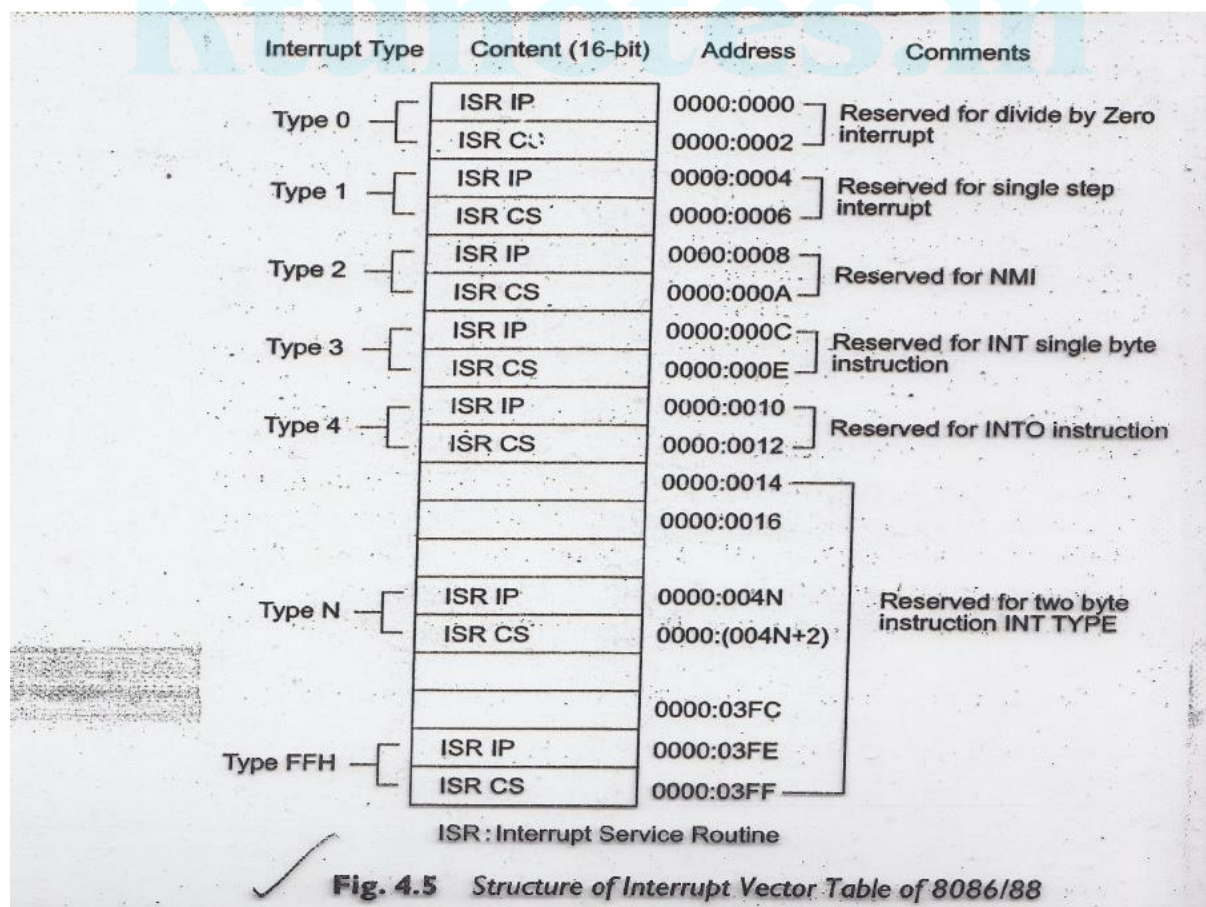 Ktunotes.in
Interrupt Type Content (16-bit) Address Comments
Type 0 ISR IP 0000:0000 Reserved for divide by Zero
ISR CS 0000:0002 interrupt
Type 1 ISR IP 0000:0004 Reserved for single step
ISR CS 0000:0006 interrupt
Type 2 ISR IP 0000:0008 Reserved for NMI
ISR CS 0000:000A
Type 3 ISR IP 0000:000C Reserved for INT single byte
ISR CS 0000:000E instruction
Type 4 ISR IP 0000:0010 Reserved for INTO instruction
ISR CS 0000:0012
0000:0014
0000:0016
Type N ISR IP 0000:004N Reserved for two byte
ISR CS 0000:(004N+2) instruction INT TYPE
0000:03FC
Type FFH ISR IP 0000:03FE
ISR CS 0000:03FF
ISR : Interrupt Service Routine
Fig. 4.5 Structure of Interrupt Vector Table of 8086/88